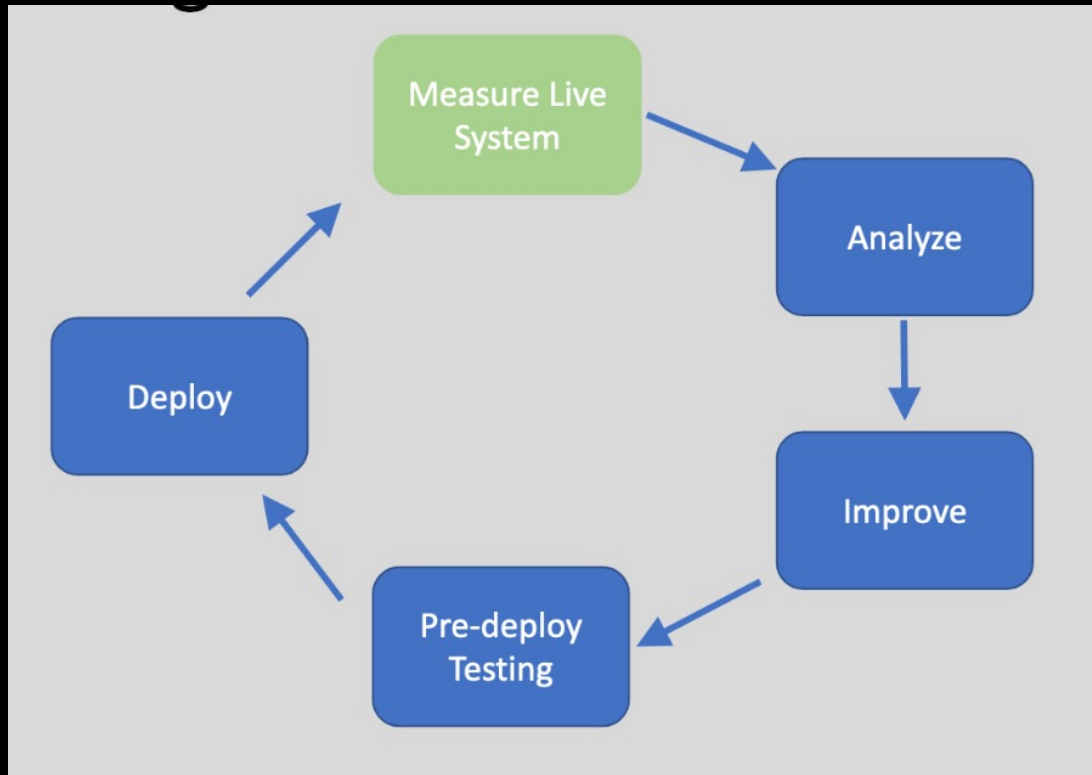 Measure Live
System
Analyze
Improve
Pre-deploy
Testing
Deploy